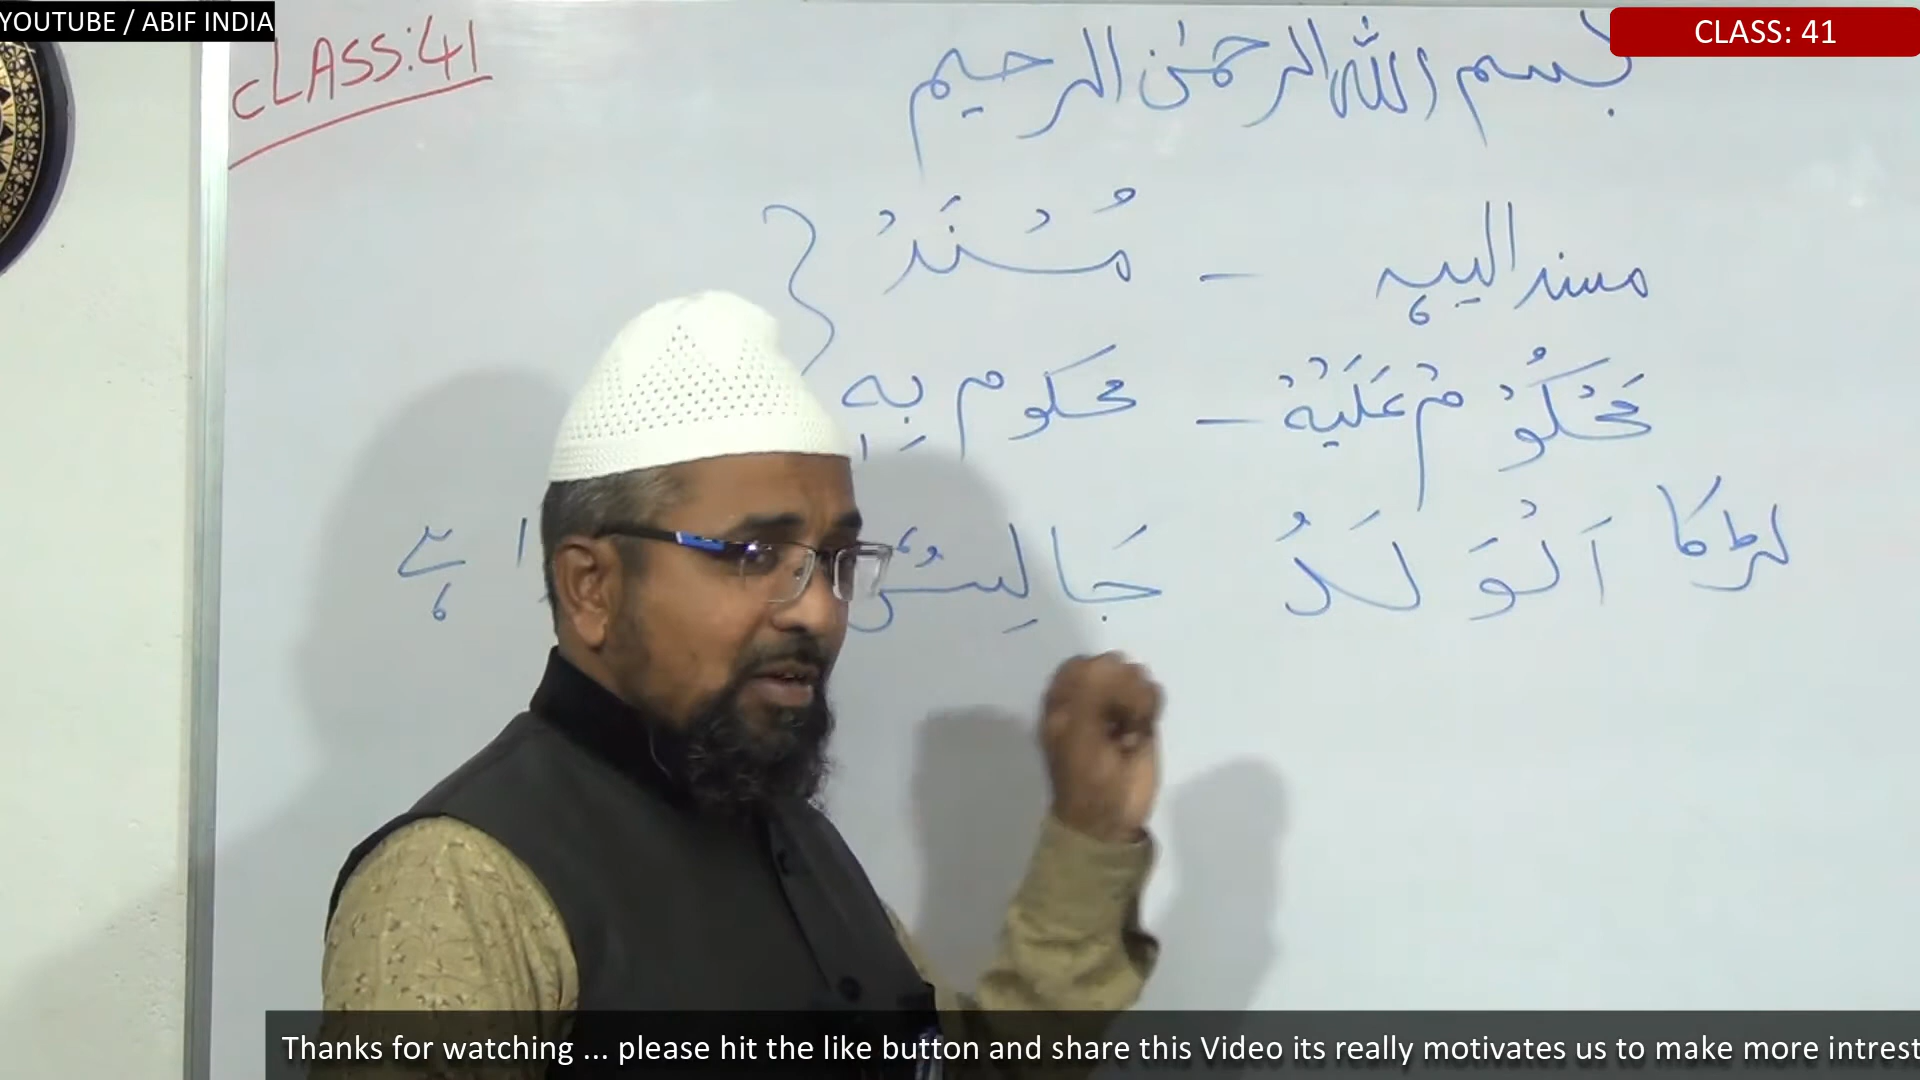 YOUTUBE / ABIF INDIA
CLASS: 41
CLASS:41
بسم اللہ الرحمٰن الرحیم
مسند الیہ - مُسْنَدْ
مَحْکُوْمْ عَلَیْہْ - محکوم بِہٖ
لڑکا اَلْوَلَدُ جَالِسٌ ہے
Thanks for watching ... please hit the like button and share this Video its really motivates us to make more intrest